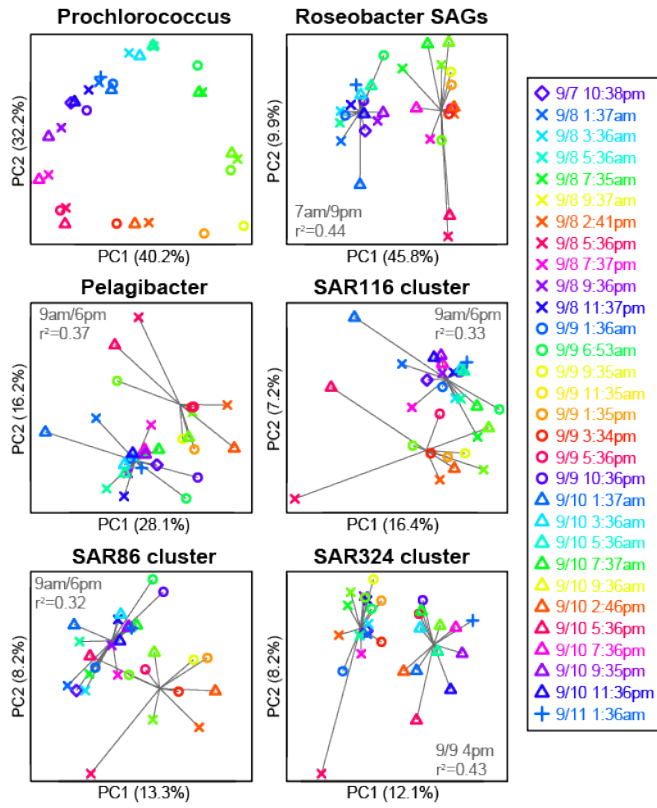 Prochlorococcus
PC2 (32.2%)
PC1 (40.2%)
Roseobacter SAGs
PC2 (9.9%)
7am/9pm
r²=0.44
PC1 (45.8%)
Pelagibacter
9am/6pm
r²=0.37
PC2 (16.2%)
PC1 (28.1%)
SAR116 cluster
9am/6pm
r²=0.33
PC2 (7.2%)
PC1 (16.4%)
SAR86 cluster
9am/6pm
r²=0.32
PC2 (8.2%)
PC1 (13.3%)
SAR324 cluster
PC2 (8.2%)
9/9 4pm
r²=0.43
PC1 (12.1%)
9/7 10:38pm
9/8 1:37am
9/8 3:36am
9/8 5:36am
9/8 7:35am
9/8 9:37am
9/8 2:41pm
9/8 5:36pm
9/8 7:37pm
9/8 9:36pm
9/8 11:37pm
9/9 1:36am
9/9 6:53am
9/9 9:35am
9/9 11:35am
9/9 1:35pm
9/9 3:34pm
9/9 5:36pm
9/9 10:36pm
9/10 1:37am
9/10 3:36am
9/10 5:36am
9/10 7:37am
9/10 9:36am
9/10 2:46pm
9/10 5:36pm
9/10 7:36pm
9/10 9:35pm
9/10 11:36pm
9/11 1:36am